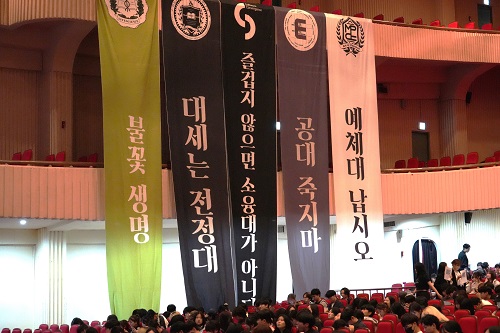 불꽃 생명
대세는 전정대
즐겁지 않으면 소융대가 아니다
E
공대 죽지마
예체대 납시오